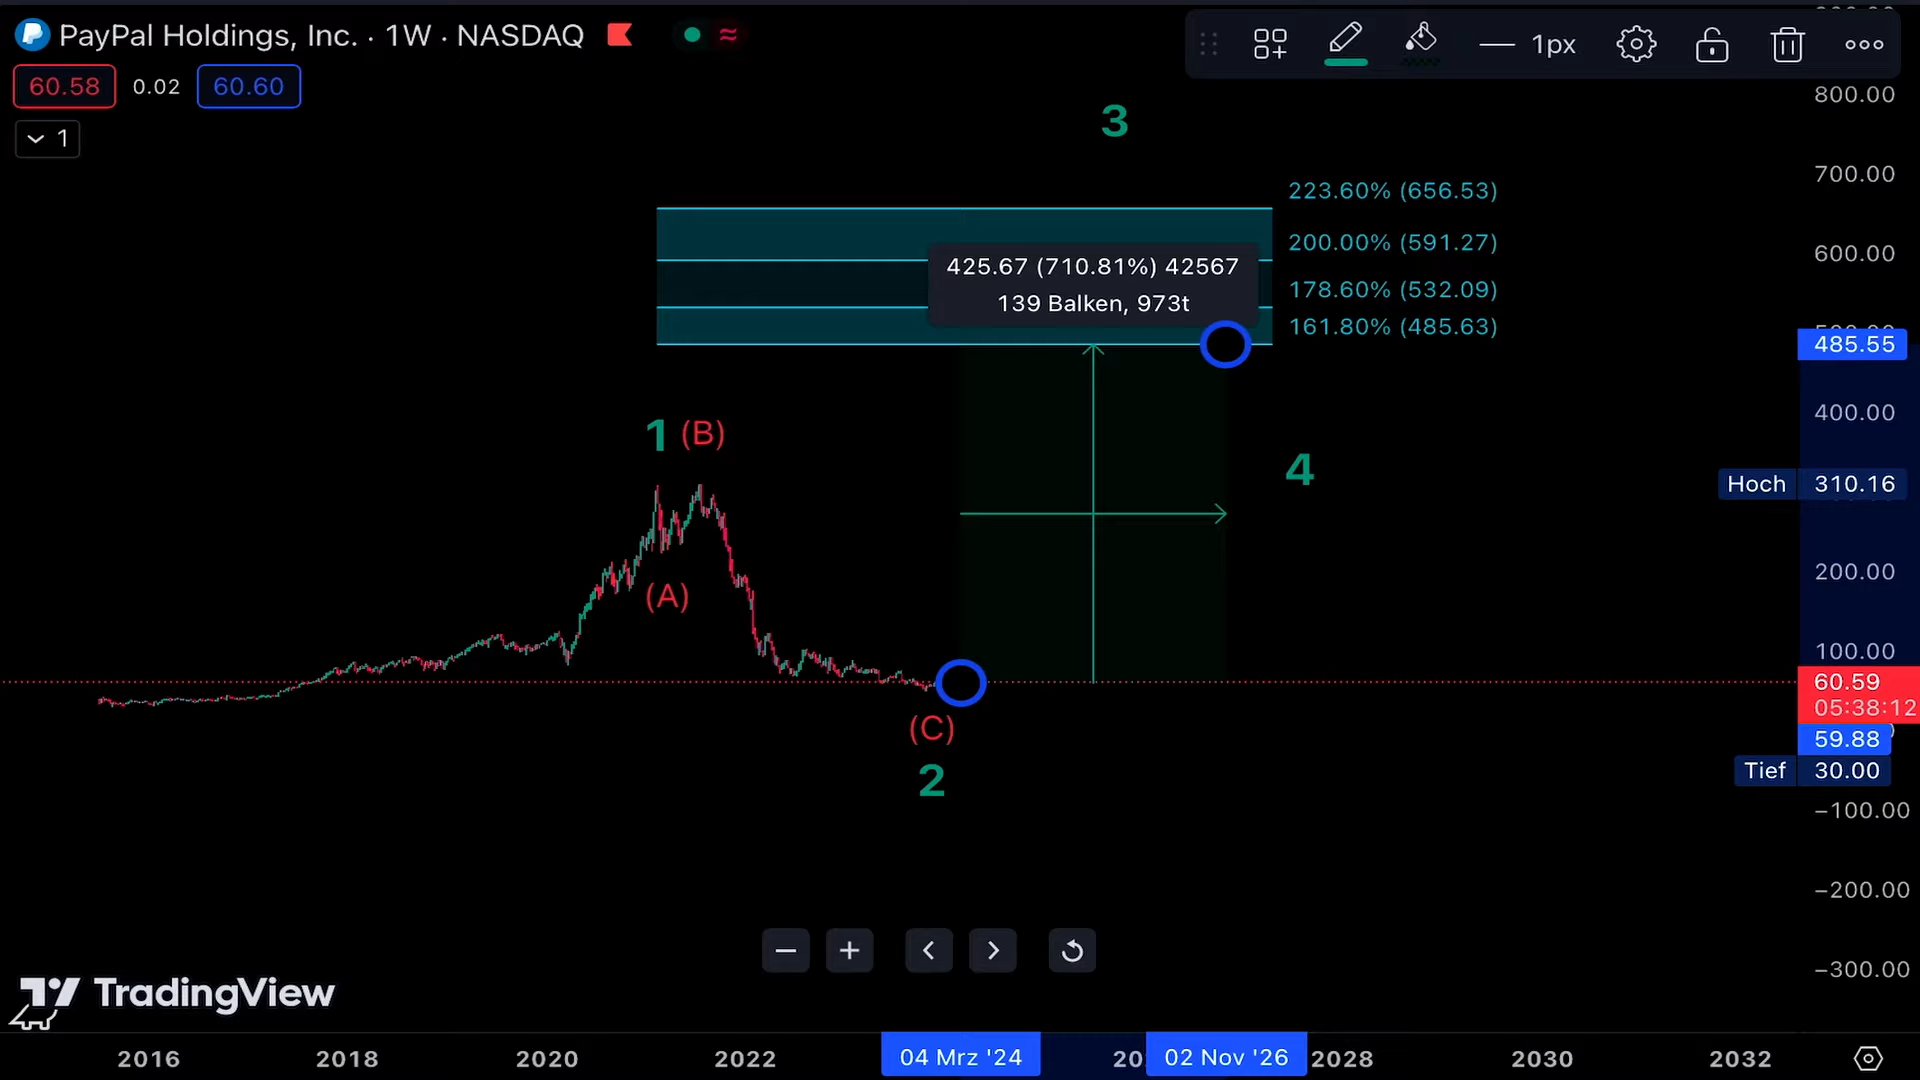 PayPal Holdings, Inc. · 1W · NASDAQ
60.58 0.02 60.60
1
1px
3
800.00
700.00
223.60% (656.53)
200.00% (591.27)
600.00
425.67 (710.81%) 42567
139 Balken, 973t
178.60% (532.09)
161.80% (485.63)
485.55
400.00
1 (B)
4
Hoch 310.16
(A)
200.00
100.00
60.59
05:38:12
59.88
(C)
2
Tief 30.00
−100.00
−200.00
−300.00
TradingView
2016 2018 2020 2022 04 Mrz '24 02 Nov '26 2028 2030 2032